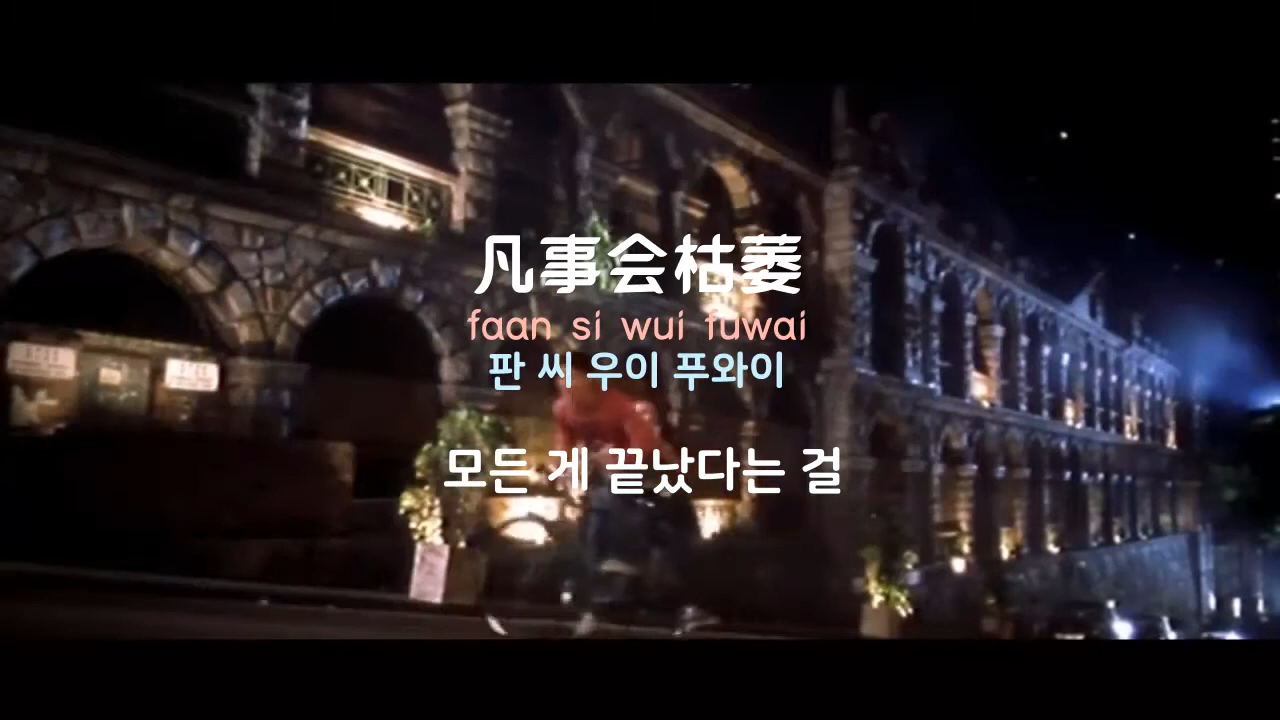 凡事会枯萎
faan si wui fuwai
판 씨 우이 푸와이
모든 게 끝났다는 걸